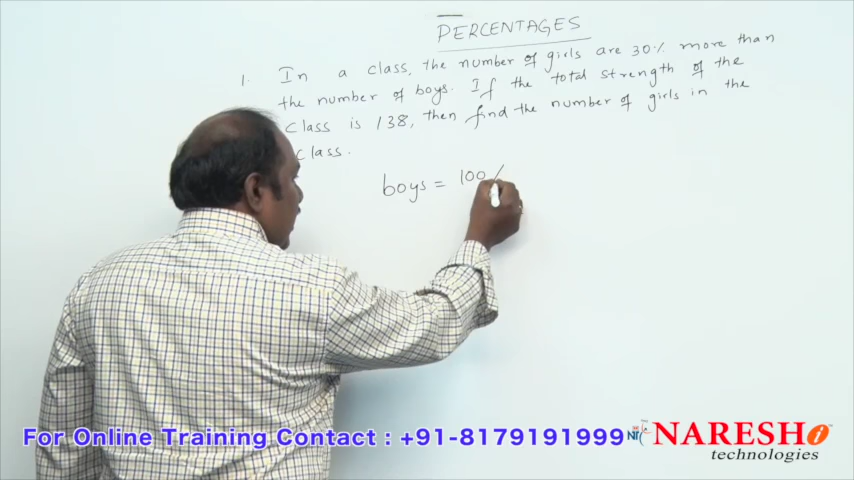 PERCENTAGES
1. In a class, the number of girls are 30% more than
the number of boys. If the total strength of the
class is 138, then find the number of girls in the
class.
boys = 100
For Online Training Contact : +91-8179191999
NARESH i
technologies